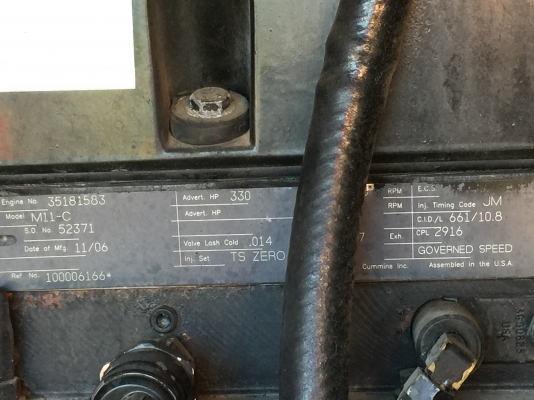 Engine No. 35181583 Advert. HP 330 RPM E.C.S.
Model M11-C Advert. HP RPM Inj. Timing Code JM
S.O. No. 52371 C.I.D./L 661/10.8
Date of Mfg. 11/06 Valve Lash Cold .014 7 Exh. CPL 2916
Inj. Set TS ZERO GOVERNED SPEED
Ref No. 100006166* Cummins Inc. Assembled in the U.S.A.